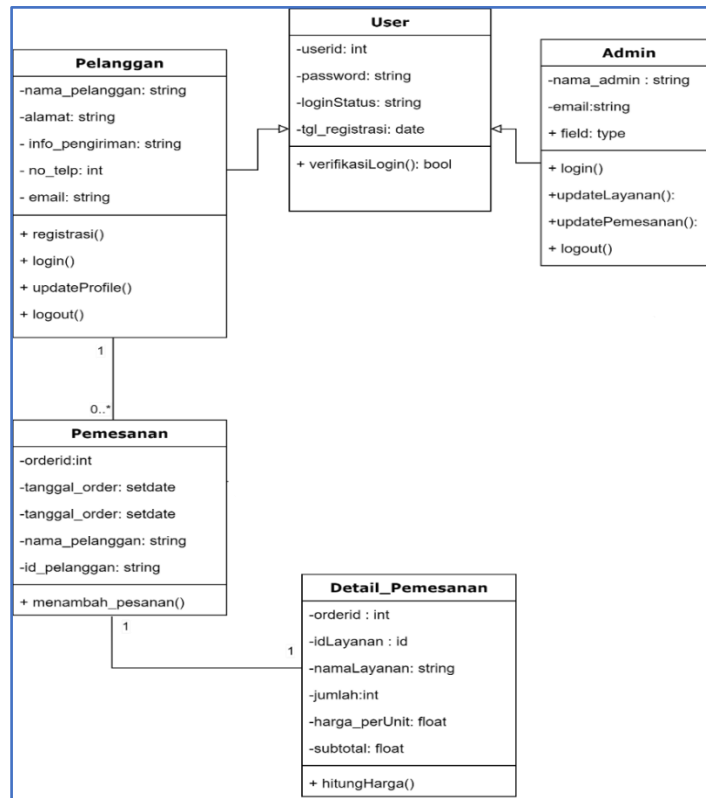 User
-userid: int
-password: string
-loginStatus: string
-tgl_registrasi: date
+ verifikasiLogin(): bool
Pelanggan
-nama_pelanggan: string
-alamat: string
- info_pengiriman: string
- no_telp: int
- email: string
+ registrasi()
+ login()
+ updateProfile()
+ logout()
Admin
-nama_admin : string
-email:string
+ field: type
+ login()
+updateLayanan():
+updatePemesanan():
+ logout()
1
0..*
Pemesanan
-orderid:int
-tanggal_order: setdate
-tanggal_order: setdate
-nama_pelanggan: string
-id_pelanggan: string
+ menambah_pesanan()
1
1
Detail_Pemesanan
-orderid : int
-idLayanan : id
-namaLayanan: string
-jumlah:int
-harga_perUnit: float
-subtotal: float
+ hitungHarga()